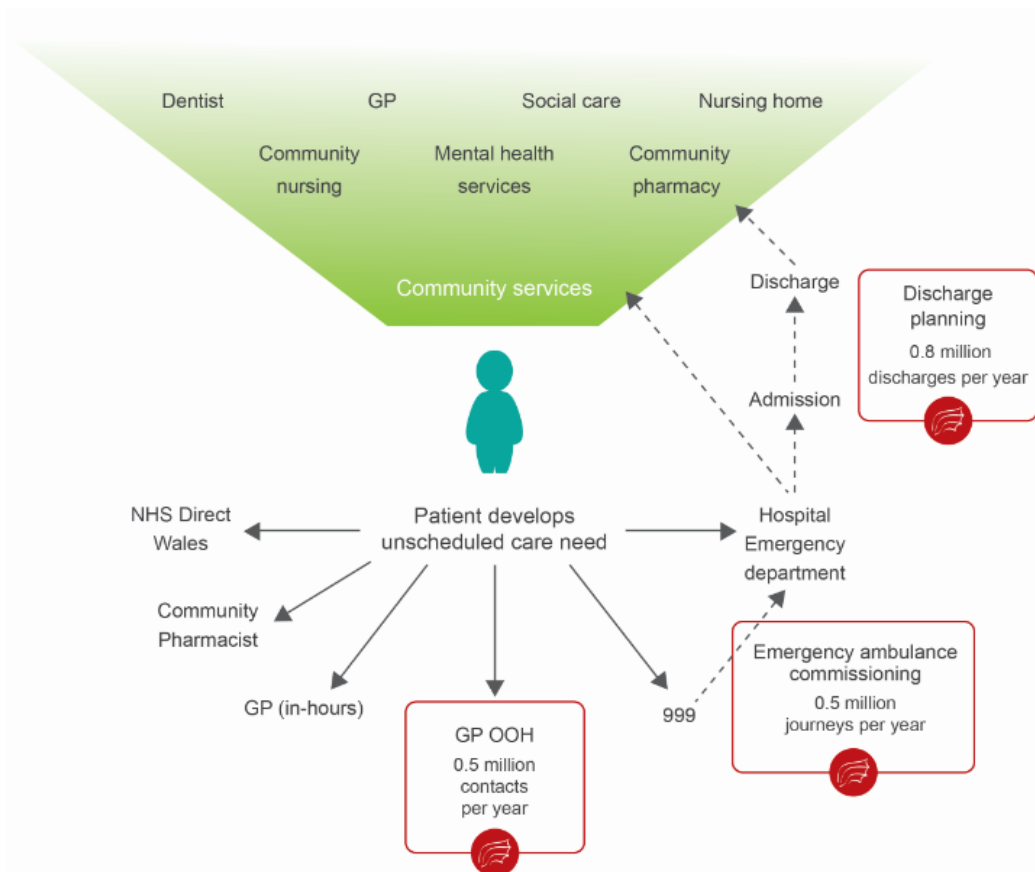 Dentist
GP
Social care
Nursing home
Community
nursing
Mental health
services
Community
pharmacy
Community services
Discharge
Discharge
planning
0.8 million
discharges per year
Admission
NHS Direct
Wales
Patient develops
unscheduled care need
Hospital
Emergency
department
Community
Pharmacist
GP (in-hours)
GP OOH
0.5 million
contacts
per year
999
Emergency ambulance
commissioning
0.5 million
journeys per year